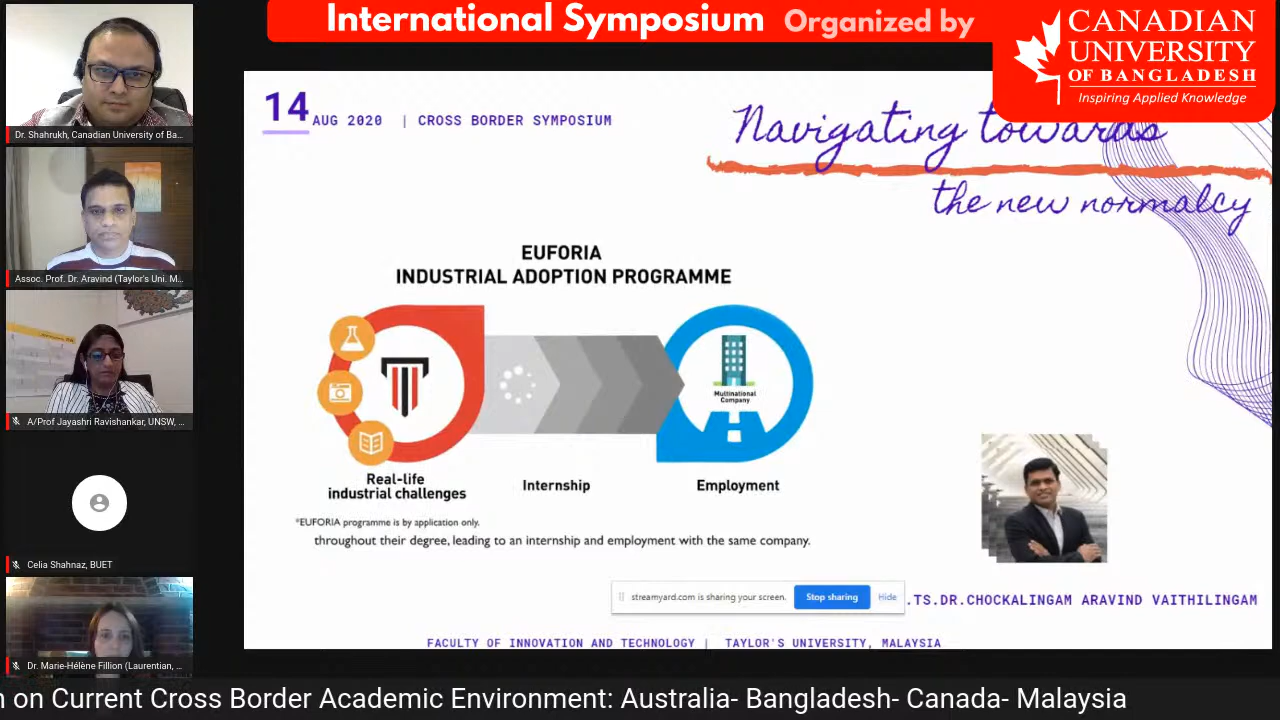 International Symposium Organized by
CANADIAN
UNIVERSITY
OF BANGLADESH
Inspiring Applied Knowledge
14 AUG 2020 | CROSS BORDER SYMPOSIUM
Navigating towards
the new normalcy
EUFORIA
INDUSTRIAL ADOPTION PROGRAMME
Multinational
Company
Real-life
industrial challenges
Internship
Employment
*EUFORIA programme is by application only.
throughout their degree, leading to an internship and employment with the same company.
streamyard.com is sharing your screen.
Stop sharing
Hide
.TS.DR.CHOCKALINGAM ARAVIND VAITHILINGAM
FACULTY OF INNOVATION AND TECHNOLOGY | TAYLOR'S UNIVERSITY, MALAYSIA
Dr. Shahrukh, Canadian University of Ba...
Assoc. Prof. Dr. Aravind (Taylor's Uni. M...
A/Prof Jayashri Ravishankar, UNSW, ...
Celia Shahnaz, BUET
Dr. Marie-Hélène Fillion (Laurentian, ...
on Current Cross Border Academic Environment: Australia- Bangladesh- Canada- Malaysia